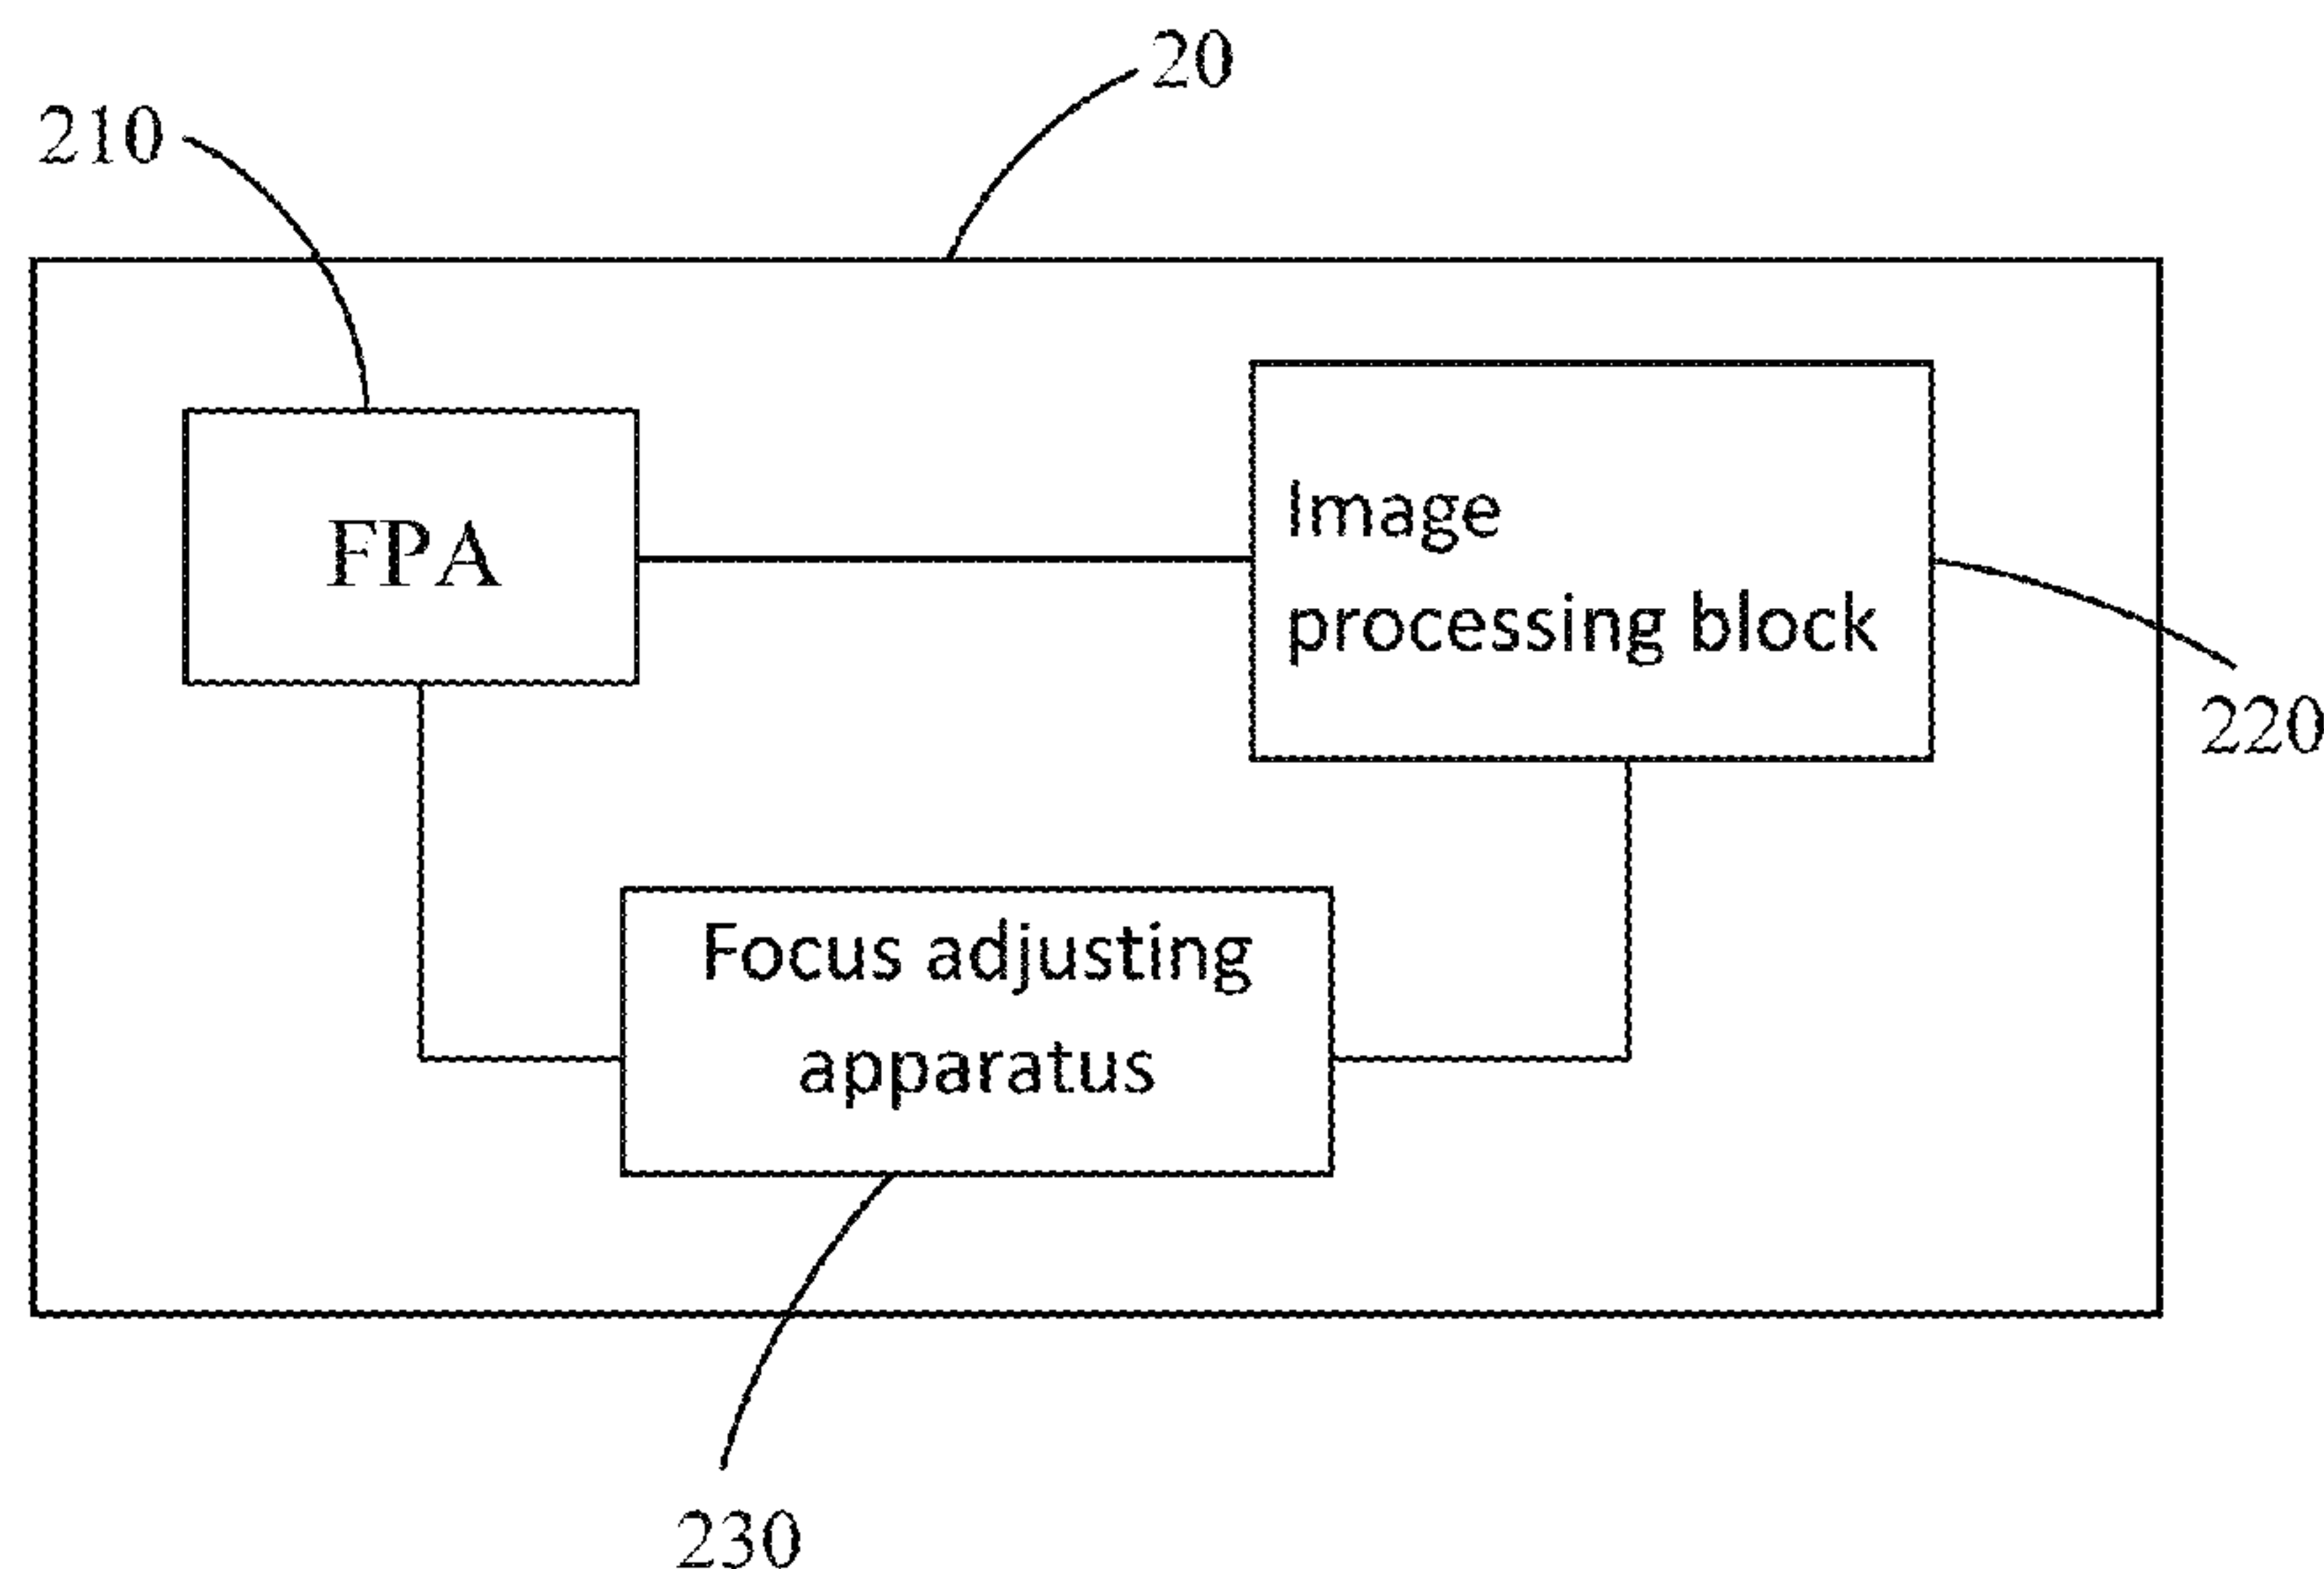 20
210
FPA
Image
processing block
220
Focus adjusting
apparatus
230